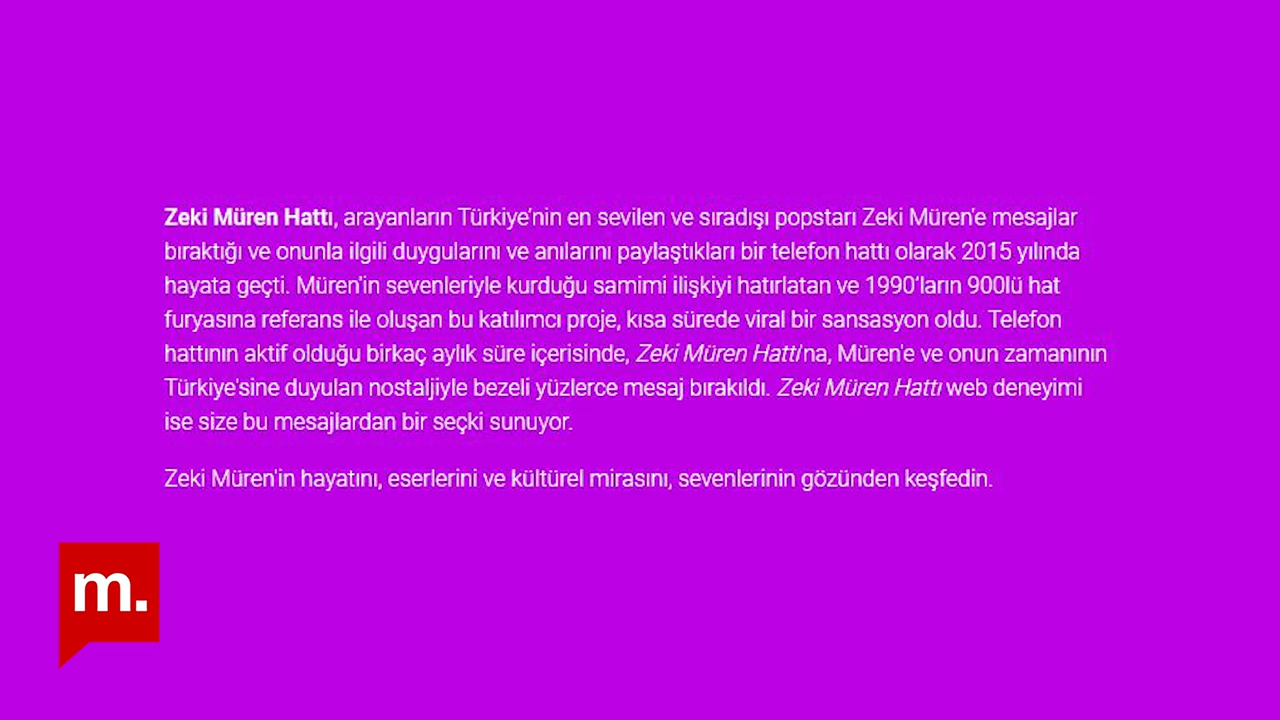 Zeki Müren Hattı, arayanların Türkiye'nin en sevilen ve sıradışı popstarı Zeki Müren'e mesajlar
bıraktığı ve onunla ilgili duygularını ve anılarını paylaştıkları bir telefon hattı olarak 2015 yılında
hayata geçti. Müren'in sevenleriyle kurduğu samimi ilişkiyi hatırlatan ve 1990'ların 900lü hat
furyasına referans ile oluşan bu katılımcı proje, kısa sürede viral bir sansasyon oldu. Telefon
hattının aktif olduğu birkaç aylık süre içerisinde, Zeki Müren Hattı'na, Müren'e ve onun zamanının
Türkiye'sine duyulan nostaljiyle bezeli yüzlerce mesaj bırakıldı. Zeki Müren Hattı web deneyimi
ise size bu mesajlardan bir seçki sunuyor.
Zeki Müren'in hayatını, eserlerini ve kültürel mirasını, sevenlerinin gözünden keşfedin.
m.